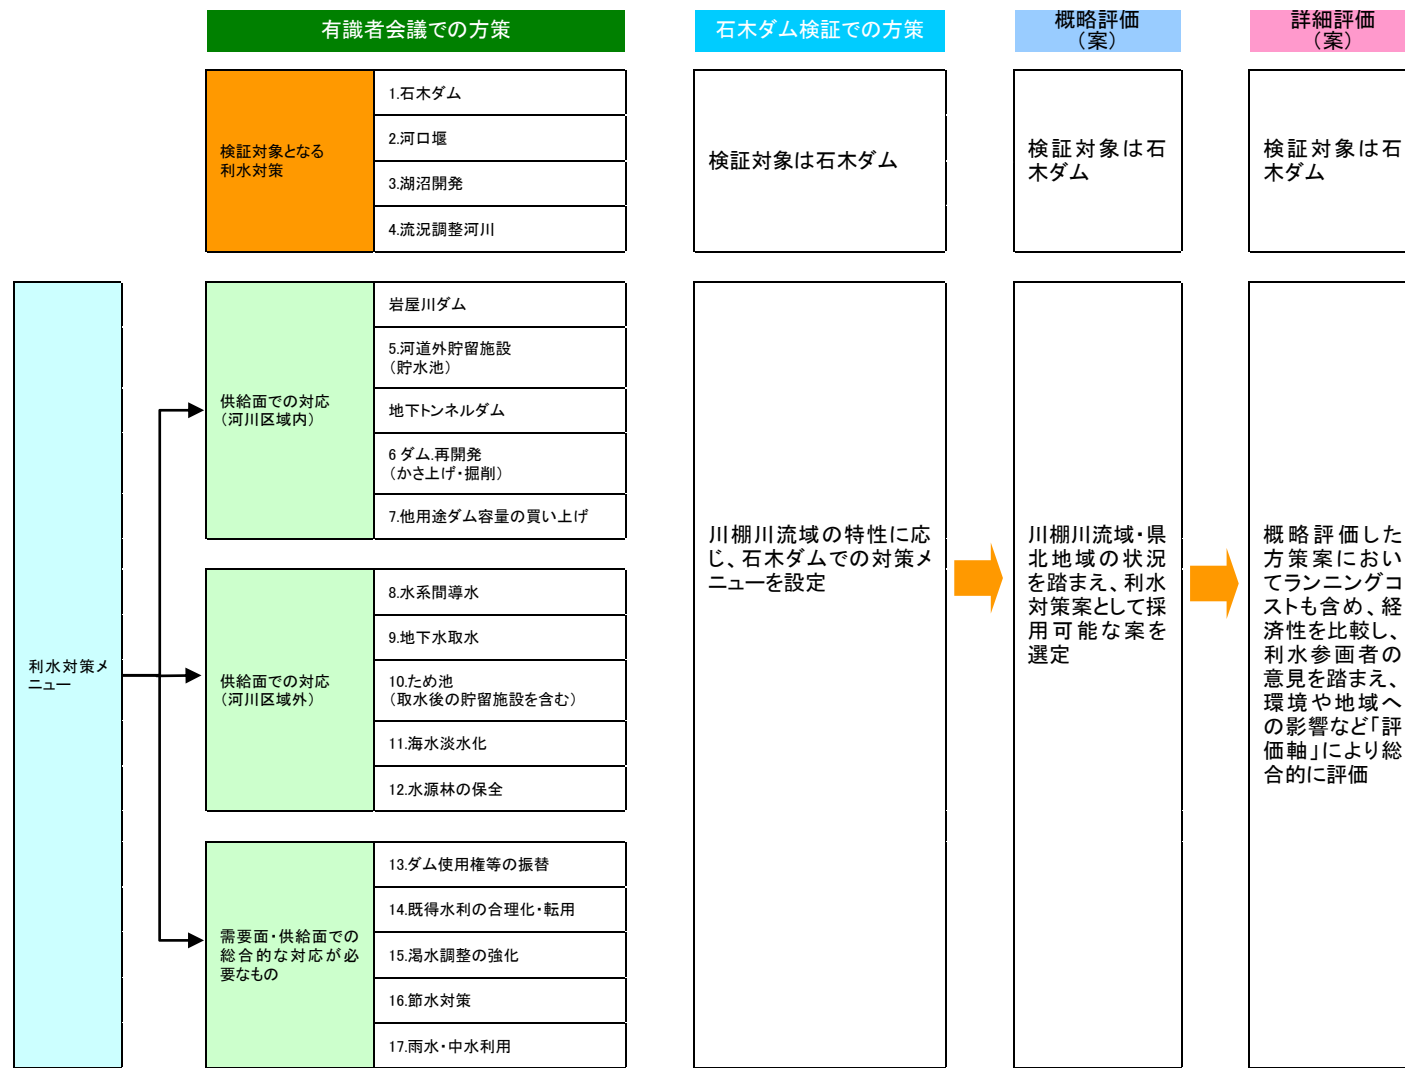 有識者会議での方策
石木ダム検証での方策
概略評価
（案）
詳細評価
（案）
検証対象となる
利水対策
1.石木ダム
2.河口堰
3.湖沼開発
4.流況調整河川
検証対象は石木ダム
検証対象は石
木ダム
検証対象は石
木ダム
利水対策メ
ニュー
供給面での対応
（河川区域内）
岩屋川ダム
5.河道外貯留施設
（貯水池）
地下トンネルダム
6 ダム.再開発
（かさ上げ・掘削）
7.他用途ダム容量の買い上げ
供給面での対応
（河川区域外）
8.水系間導水
9.地下水取水
10.ため池
（取水後の貯留施設を含む）
11.海水淡水化
12.水源林の保全
需要面・供給面での
総合的な対応が必
要なもの
13.ダム使用権等の振替
14.既得水利の合理化・転用
15.渇水調整の強化
16.節水対策
17.雨水・中水利用
川棚川流域の特性に応
じ、石木ダムでの対策メ
ニューを設定
川棚川流域・県
北地域の状況
を踏まえ、利水
対策案として採
用可能な案を
選定
概略評価した
方策案におい
てランニングコ
ストも含め、経
済性を比較し、
利水参画者の
意見を踏まえ、
環境や地域へ
の影響など「評
価軸」により総
合的に評価